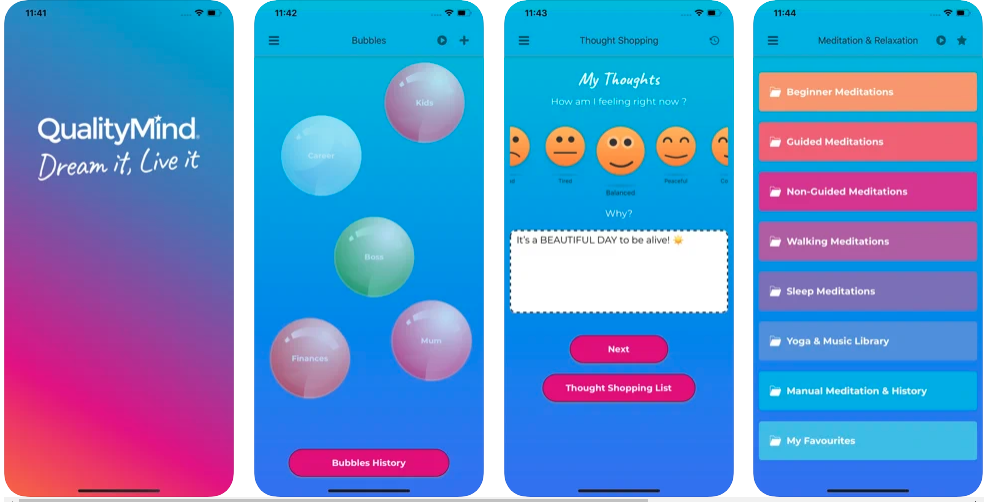 11:41
QualityMind
Dream it, Live it
11:42
Bubbles
Kids
Career
Boss
Mum
Finances
Bubbles History
11:43
Thought Shopping
My Thoughts
How am I feeling right now ?
Tired
Balanced
Peaceful
Why?
It's a BEAUTIFUL DAY to be alive! ☀️
Next
Thought Shopping List
11:44
Meditation & Relaxation
Beginner Meditations
Guided Meditations
Non-Guided Meditations
Walking Meditations
Sleep Meditations
Yoga & Music Library
Manual Meditation & History
My Favourites